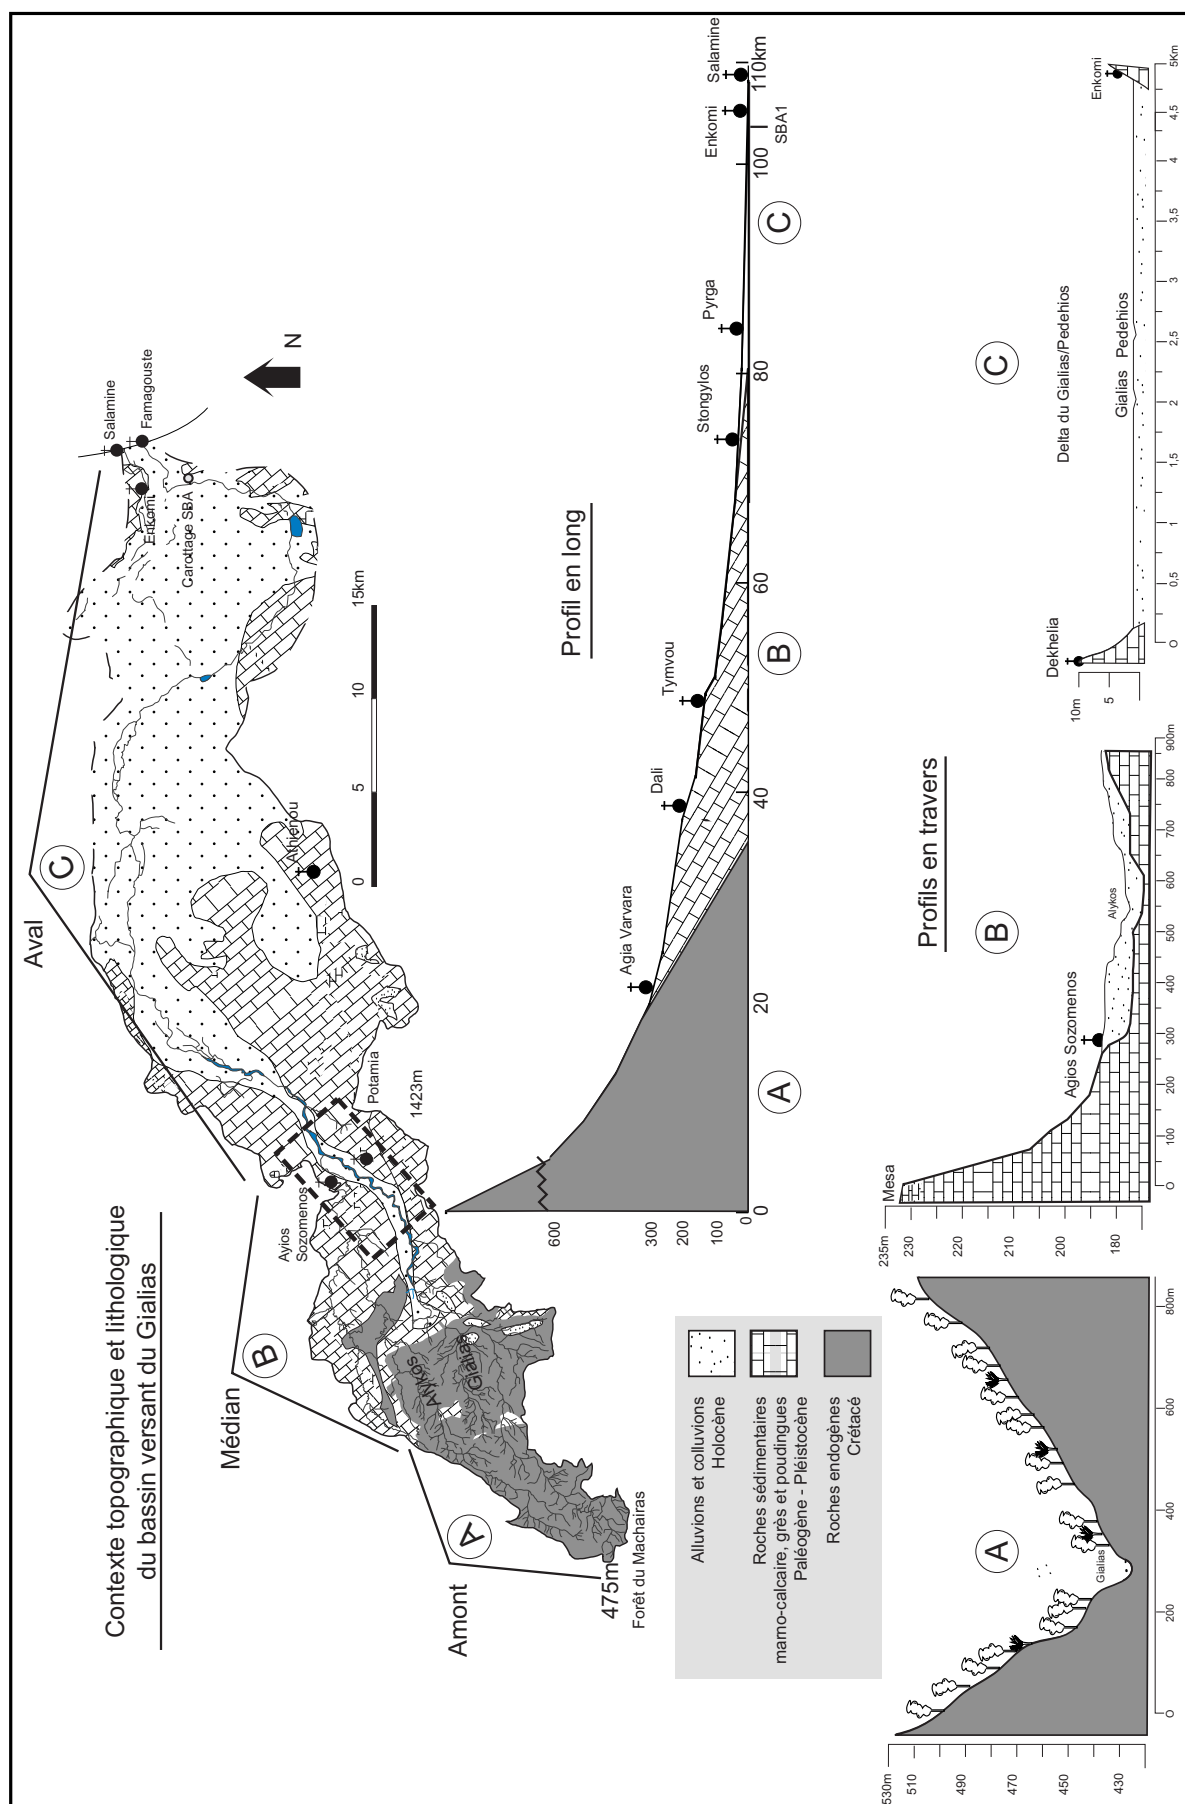 Contexte topographique et lithologique
du bassin versant du Gialias
Amont
Médian
Aval
A
B
C
475m
Forêt du Machairas
Alykos
Gialias
Ayios
Sozomenos
Potamia
1423m
Athienou
Enkomi
Carottage SBA
Salamine
Famagouste
N
0
5
10
15km
Profil en long
600
300
200
100
0
0
20
40
60
80
100
110km
Agia Varvara
Dali
Tymvou
Stongylos
Pyrga
Enkomi
Salamine
SBA1
A
B
C
Alluvions et colluvions
Holocène
Roches sédimentaires
marno-calcaire, grès et poudingues
Paléogène - Pléistocène
Roches endogènes
Crétacé
Profils en travers
A
530m
510
490
470
450
430
Gialias
0
200
400
600
800m
B
Mesa
235m
230
220
210
200
180
Agios Sozomenos
Alykos
0
100
200
300
400
500
600
700
800
900m
C
Delta du Gialias/Pedehios
Dekhelia
10m
5
Gialias
Pedehios
Enkomi
0
0,5
1
1,5
2
2,5
3
3,5
4
4,5
5Km